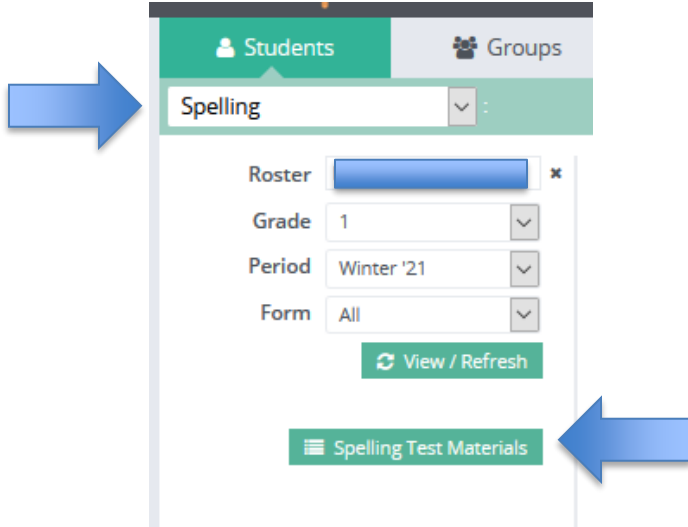 Students Groups
Spelling :
Roster
Grade 1
Period Winter '21
Form All
View / Refresh
Spelling Test Materials